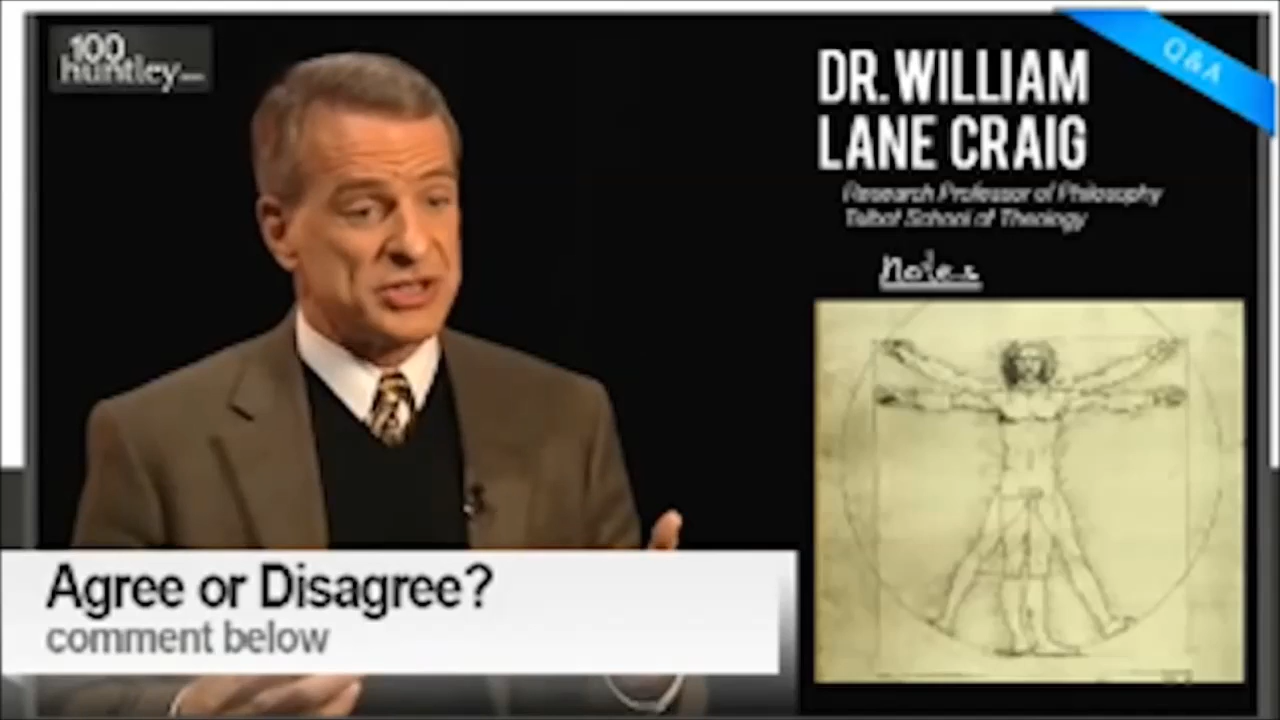 100
huntley
Q&A
DR. WILLIAM
LANE CRAIG
Research Professor of Philosophy
Talbot School of Theology
notes
Agree or Disagree?
comment below